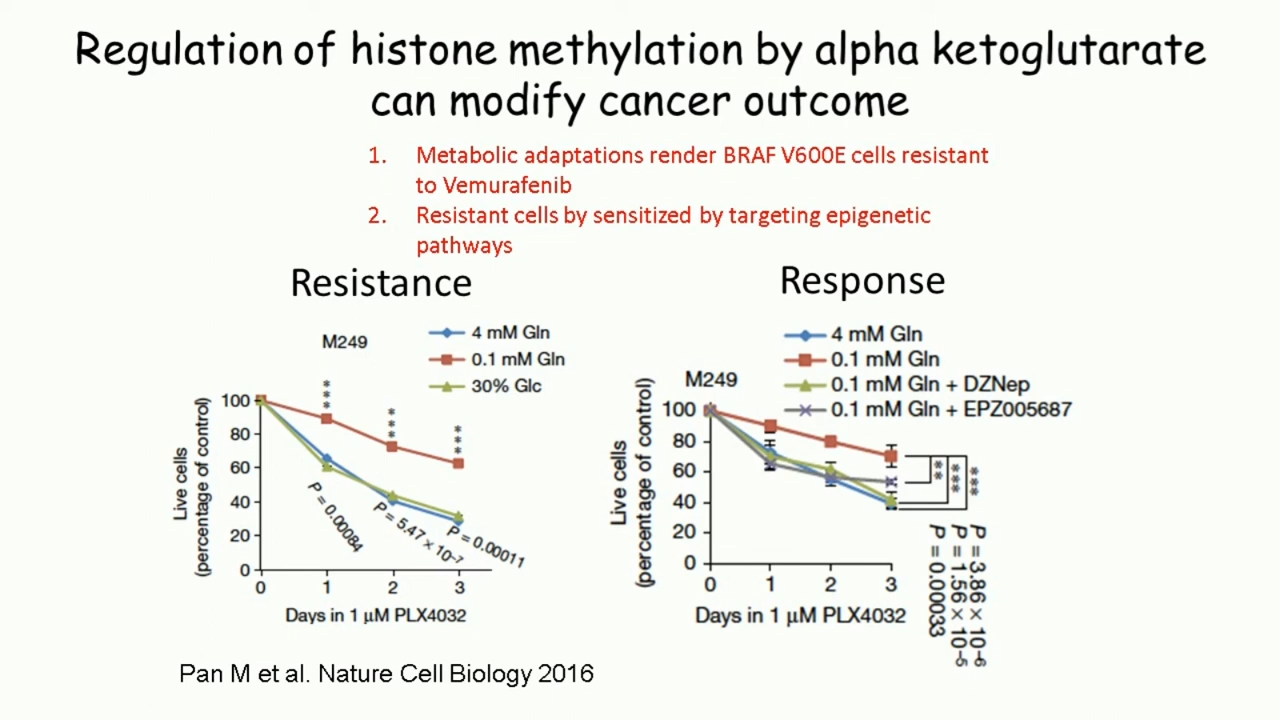 Regulation of histone methylation by alpha ketoglutarate
can modify cancer outcome
1. Metabolic adaptations render BRAF V600E cells resistant
to Vemurafenib
2. Resistant cells by sensitized by targeting epigenetic
pathways
Resistance
M249
4 mM Gln
0.1 mM Gln
30% Glc
Live cells
(percentage of control)
100
80
60
40
20
0
***
***
***
P = 0.00084
P = 5.47 × 10⁻⁷
P = 0.00011
0 1 2 3
Days in 1 µM PLX4032
Response
M249
4 mM Gln
0.1 mM Gln
0.1 mM Gln + DZNep
0.1 mM Gln + EPZ005687
Live cells
(percentage of control)
100
80
60
40
20
0
**
***
***
P = 3.86 × 10⁻⁶
P = 1.56 × 10⁻⁵
P = 0.00033
0 1 2 3
Days in 1 µM PLX4032
Pan M et al. Nature Cell Biology 2016